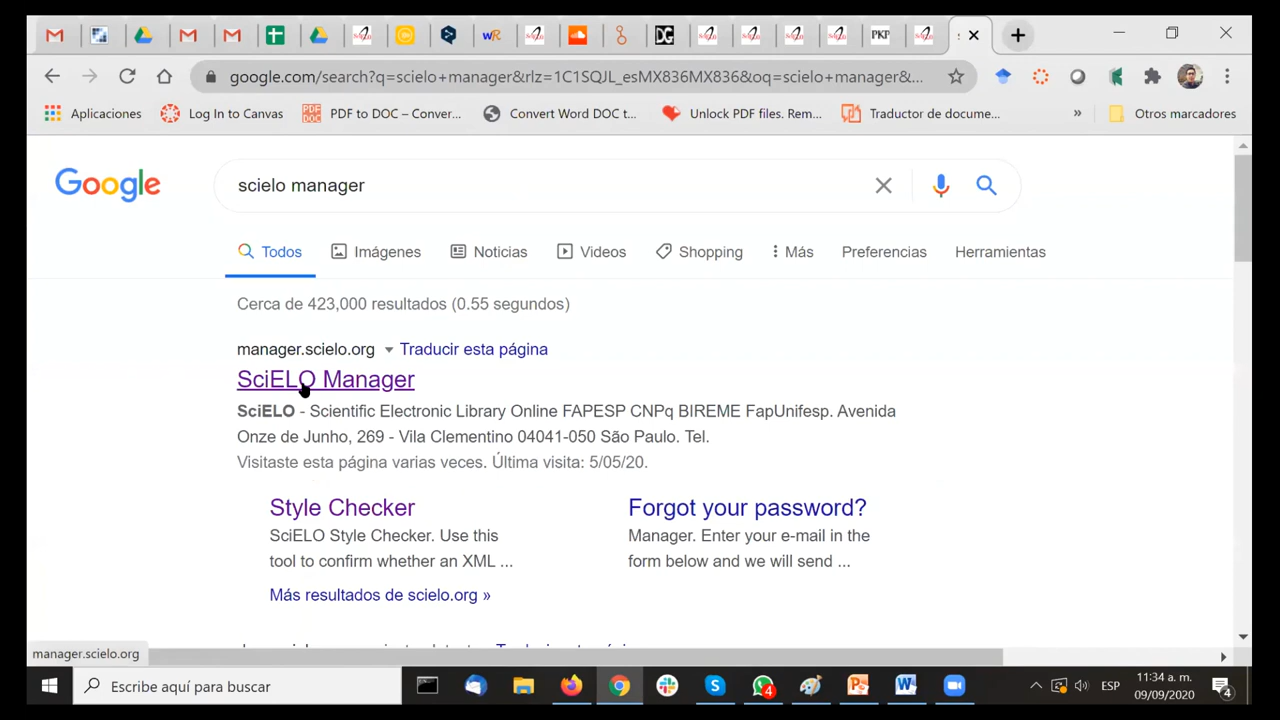 google.com/search?q=scielo+manager&rlz=1C1SQJL_esMX836MX836&oq=scielo+manager&...
Aplicaciones
Log In to Canvas
PDF to DOC – Conver...
Convert Word DOC t...
Unlock PDF files. Rem...
Traductor de docume...
»
Otros marcadores
Google
scielo manager
Todos
Imágenes
Noticias
Videos
Shopping
Más
Preferencias
Herramientas
Cerca de 423,000 resultados (0.55 segundos)
manager.scielo.org
Traducir esta página
SciELO Manager
SciELO - Scientific Electronic Library Online FAPESP CNPq BIREME FapUnifesp. Avenida
Onze de Junho, 269 - Vila Clementino 04041-050 São Paulo. Tel.
Visitaste esta página varias veces. Última visita: 5/05/20.
Style Checker
SciELO Style Checker. Use this
tool to confirm whether an XML ...
Forgot your password?
Manager. Enter your e-mail in the
form below and we will send ...
Más resultados de scielo.org »
manager.scielo.org
Escribe aquí para buscar
4
ESP
11:34 a. m.
09/09/2020
4